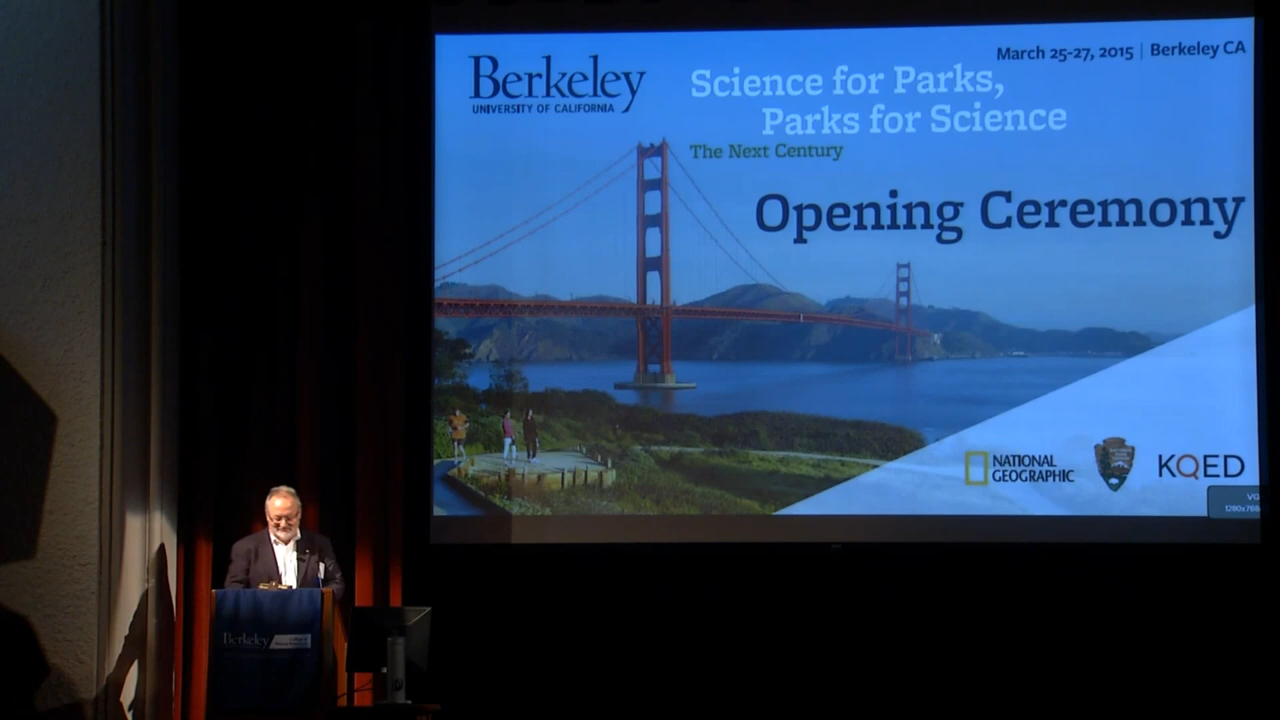 March 25-27, 2015 | Berkeley CA
Berkeley
UNIVERSITY OF CALIFORNIA
Science for Parks,
Parks for Science
The Next Century
Opening Ceremony
NATIONAL
GEOGRAPHIC
KQED
1280x768
Berkeley